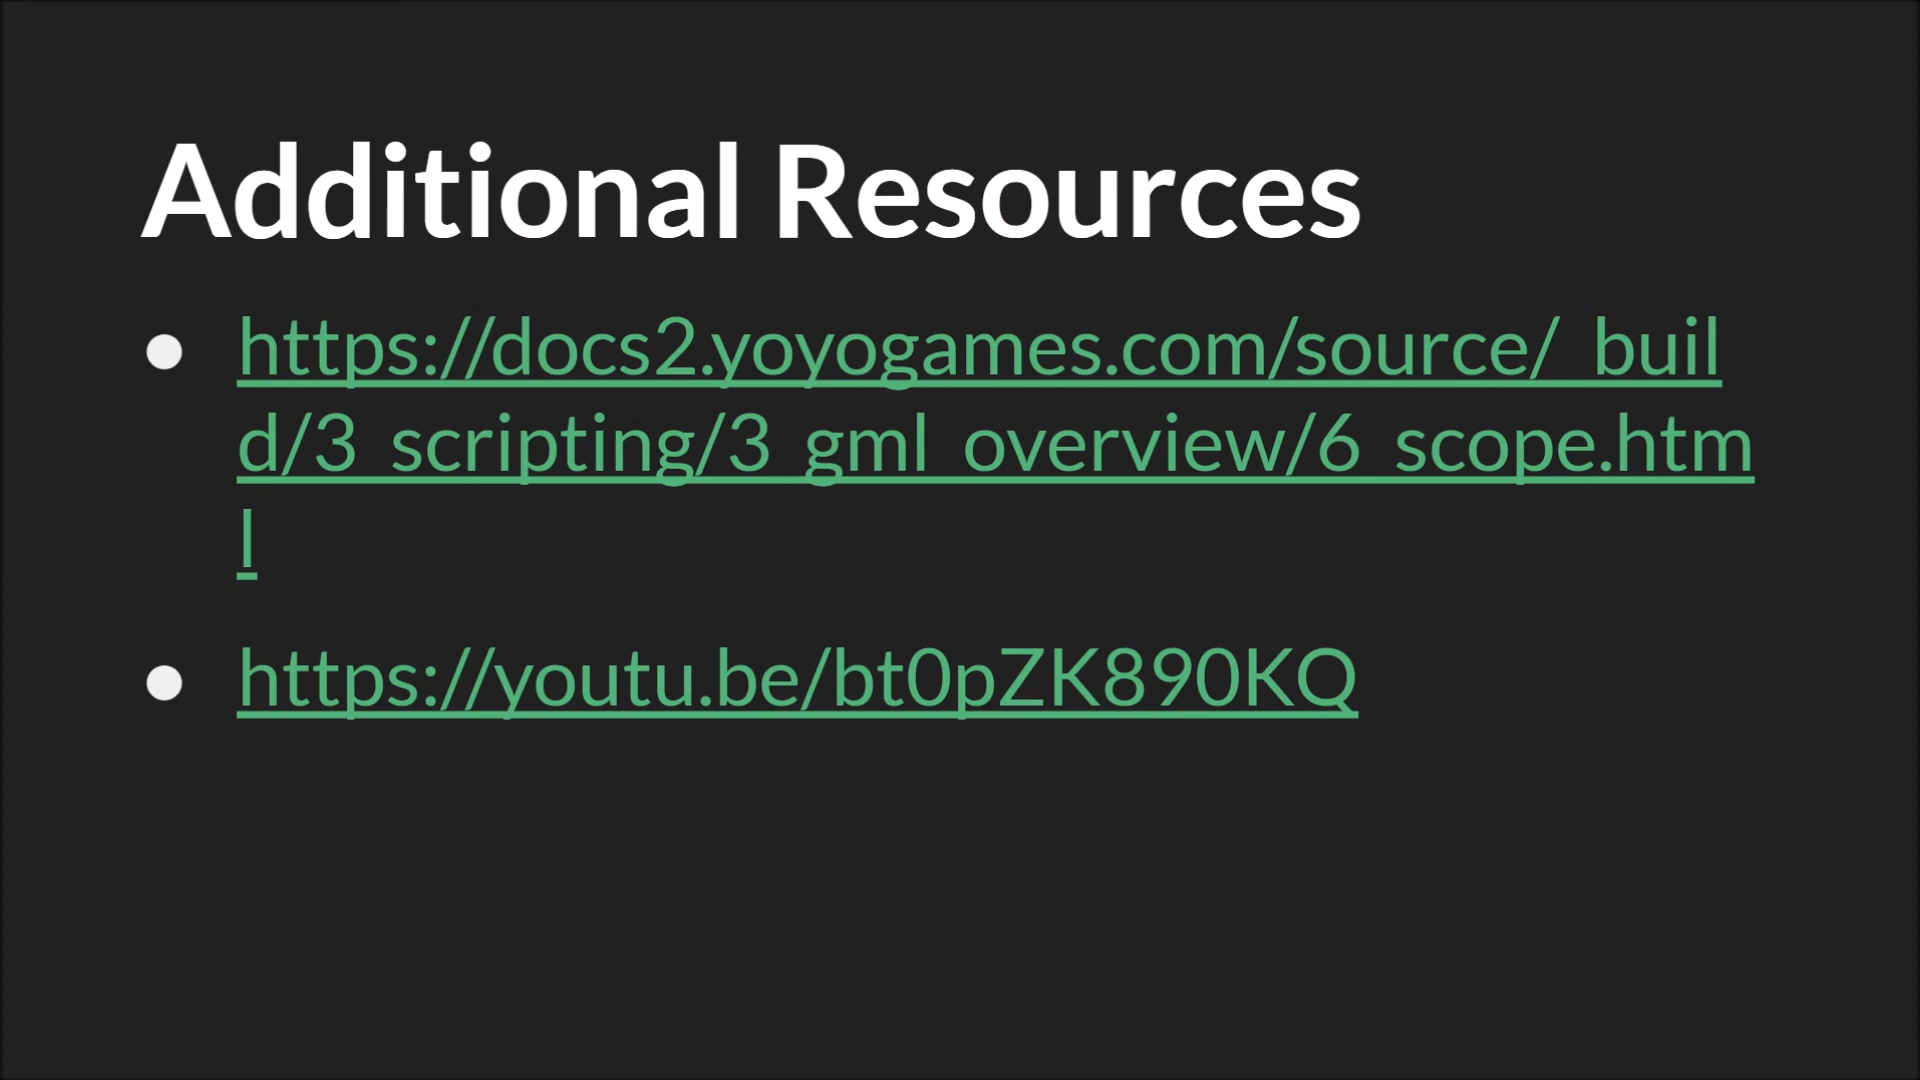 Additional Resources
● https://docs2.yoyogames.com/source/_buil
d/3_scripting/3_gml_overview/6_scope.htm
l
● https://youtu.be/bt0pZK890KQ